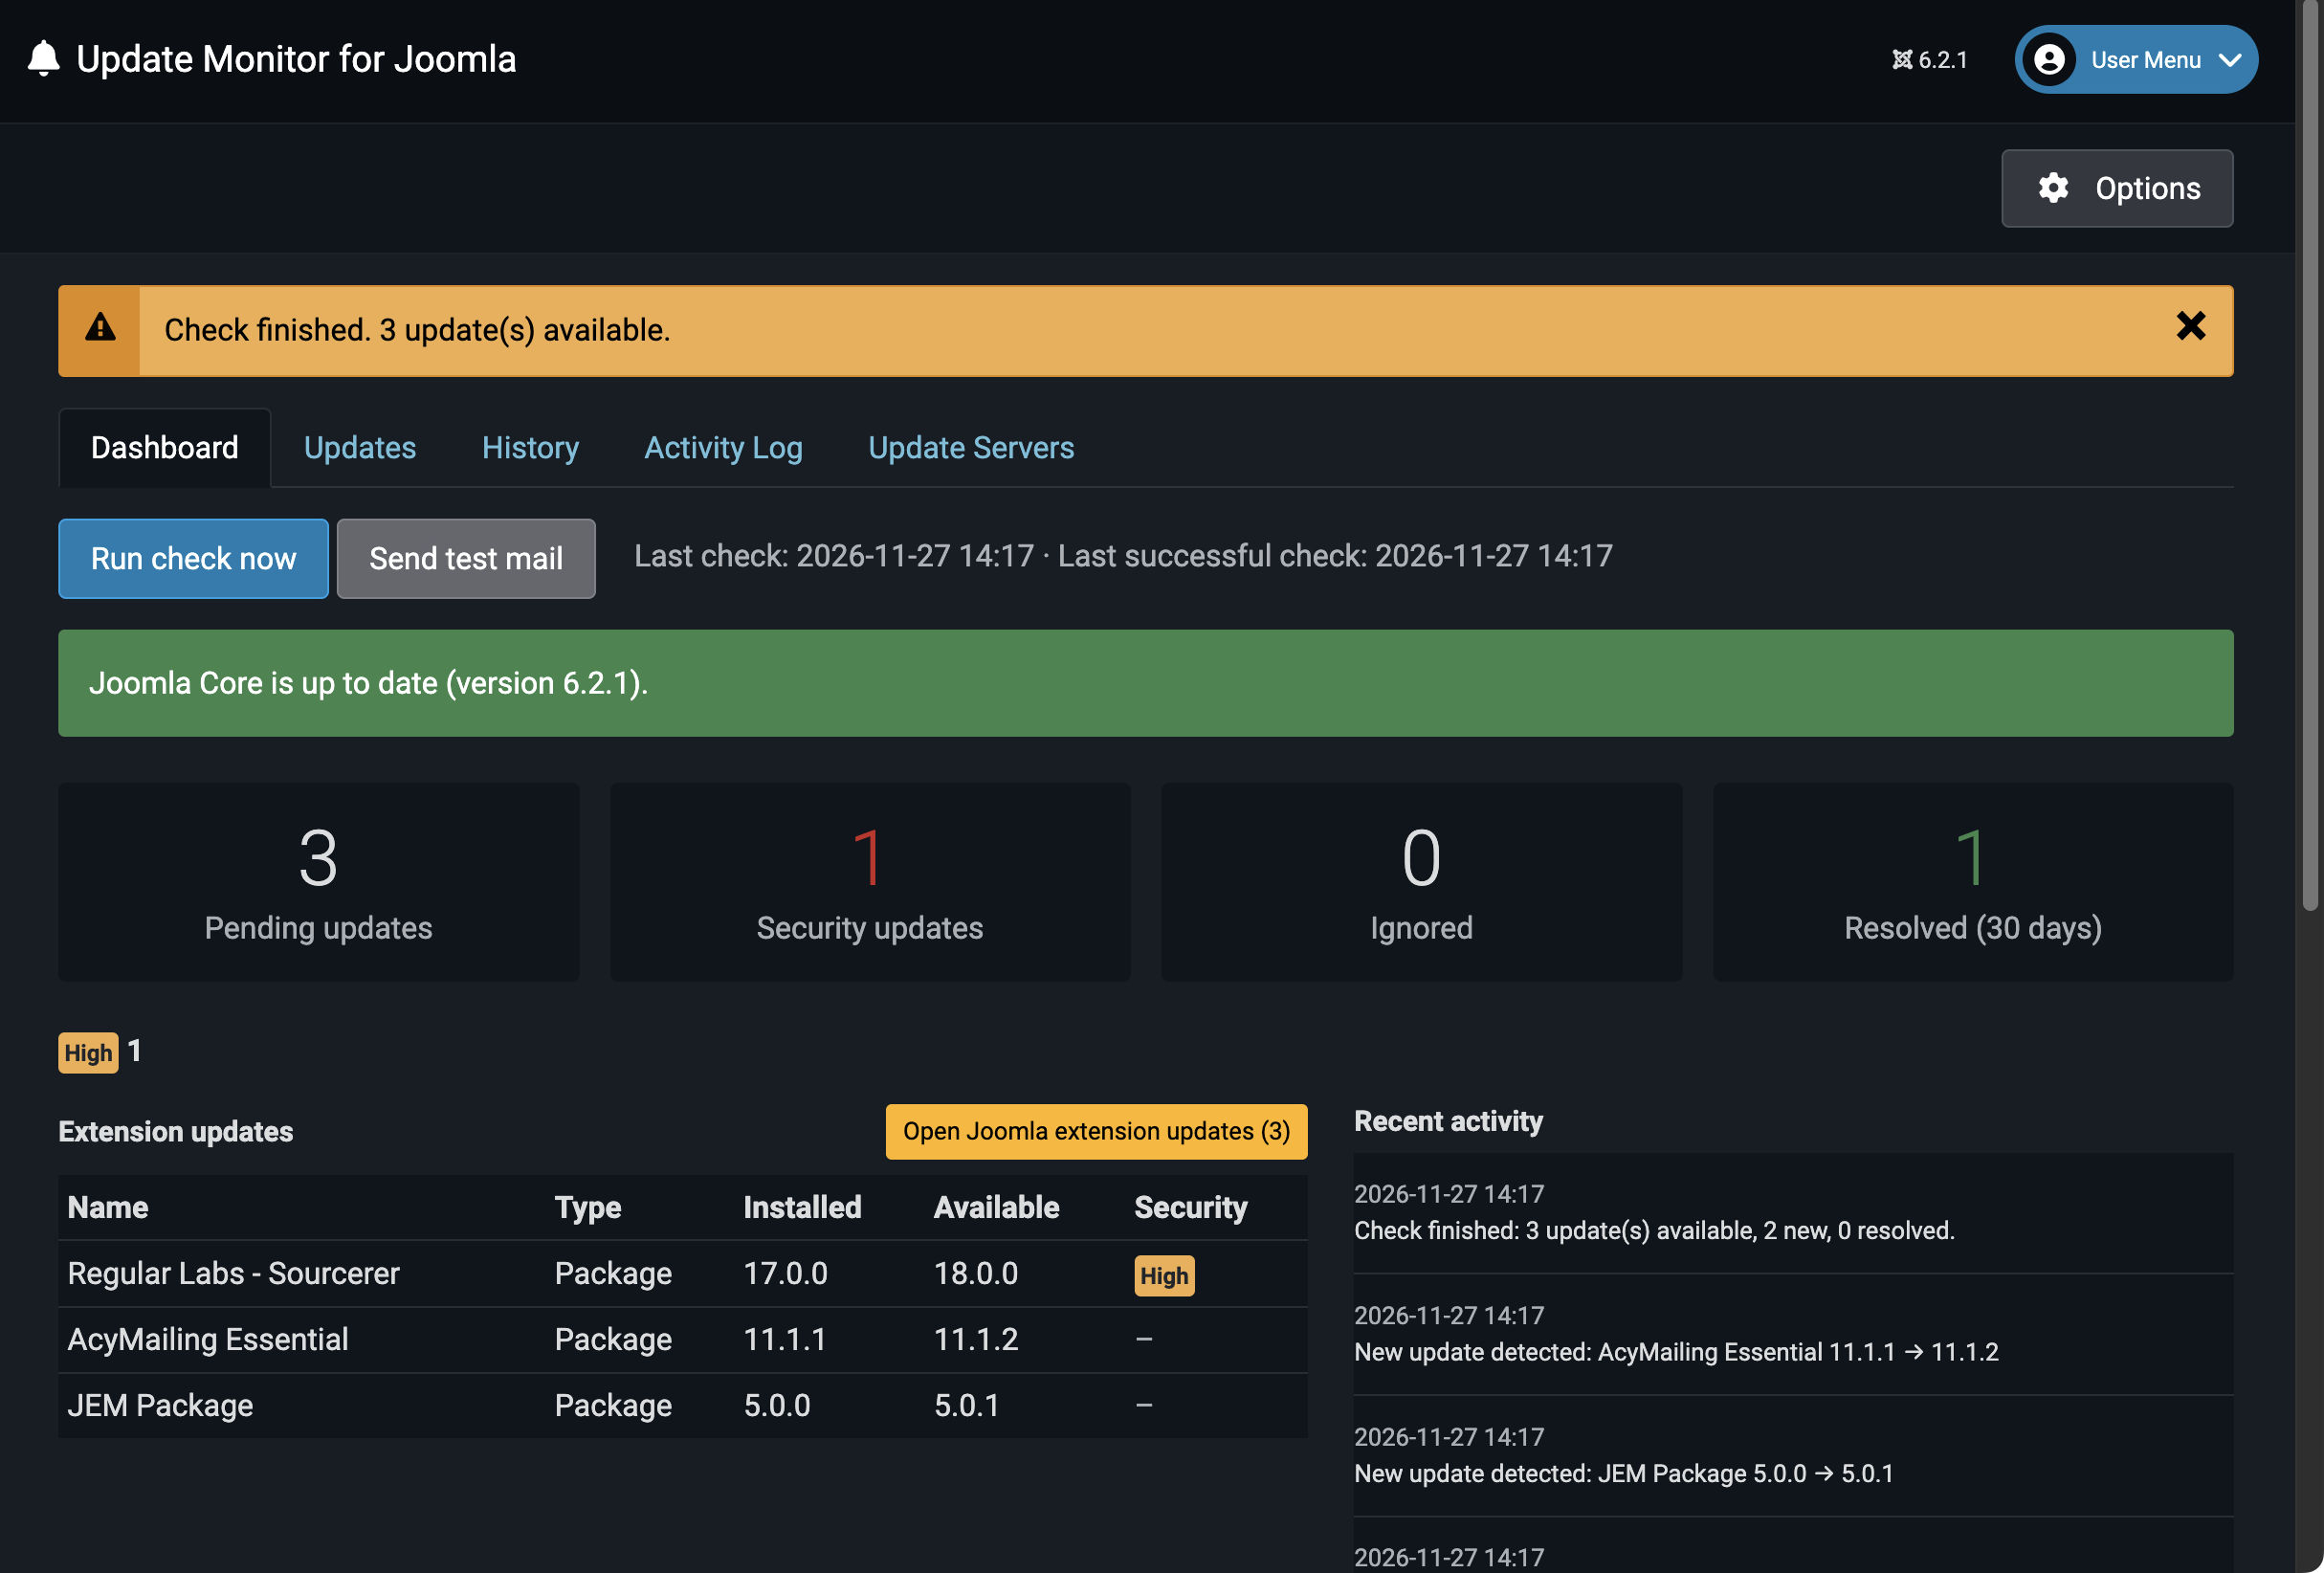 Update Monitor for Joomla
6.2.1
User Menu
Options
Check finished. 3 update(s) available.
Dashboard
Updates
History
Activity Log
Update Servers
Run check now
Send test mail
Last check: 2026-11-27 14:17 · Last successful check: 2026-11-27 14:17
Joomla Core is up to date (version 6.2.1).
3
Pending updates
1
Security updates
0
Ignored
1
Resolved (30 days)
High 1
Extension updates
Open Joomla extension updates (3)
Name Type Installed Available Security
Regular Labs - Sourcerer Package 17.0.0 18.0.0 High
AcyMailing Essential Package 11.1.1 11.1.2 –
JEM Package Package 5.0.0 5.0.1 –
Recent activity
2026-11-27 14:17
Check finished: 3 update(s) available, 2 new, 0 resolved.
2026-11-27 14:17
New update detected: AcyMailing Essential 11.1.1 → 11.1.2
2026-11-27 14:17
New update detected: JEM Package 5.0.0 → 5.0.1
2026-11-27 14:17